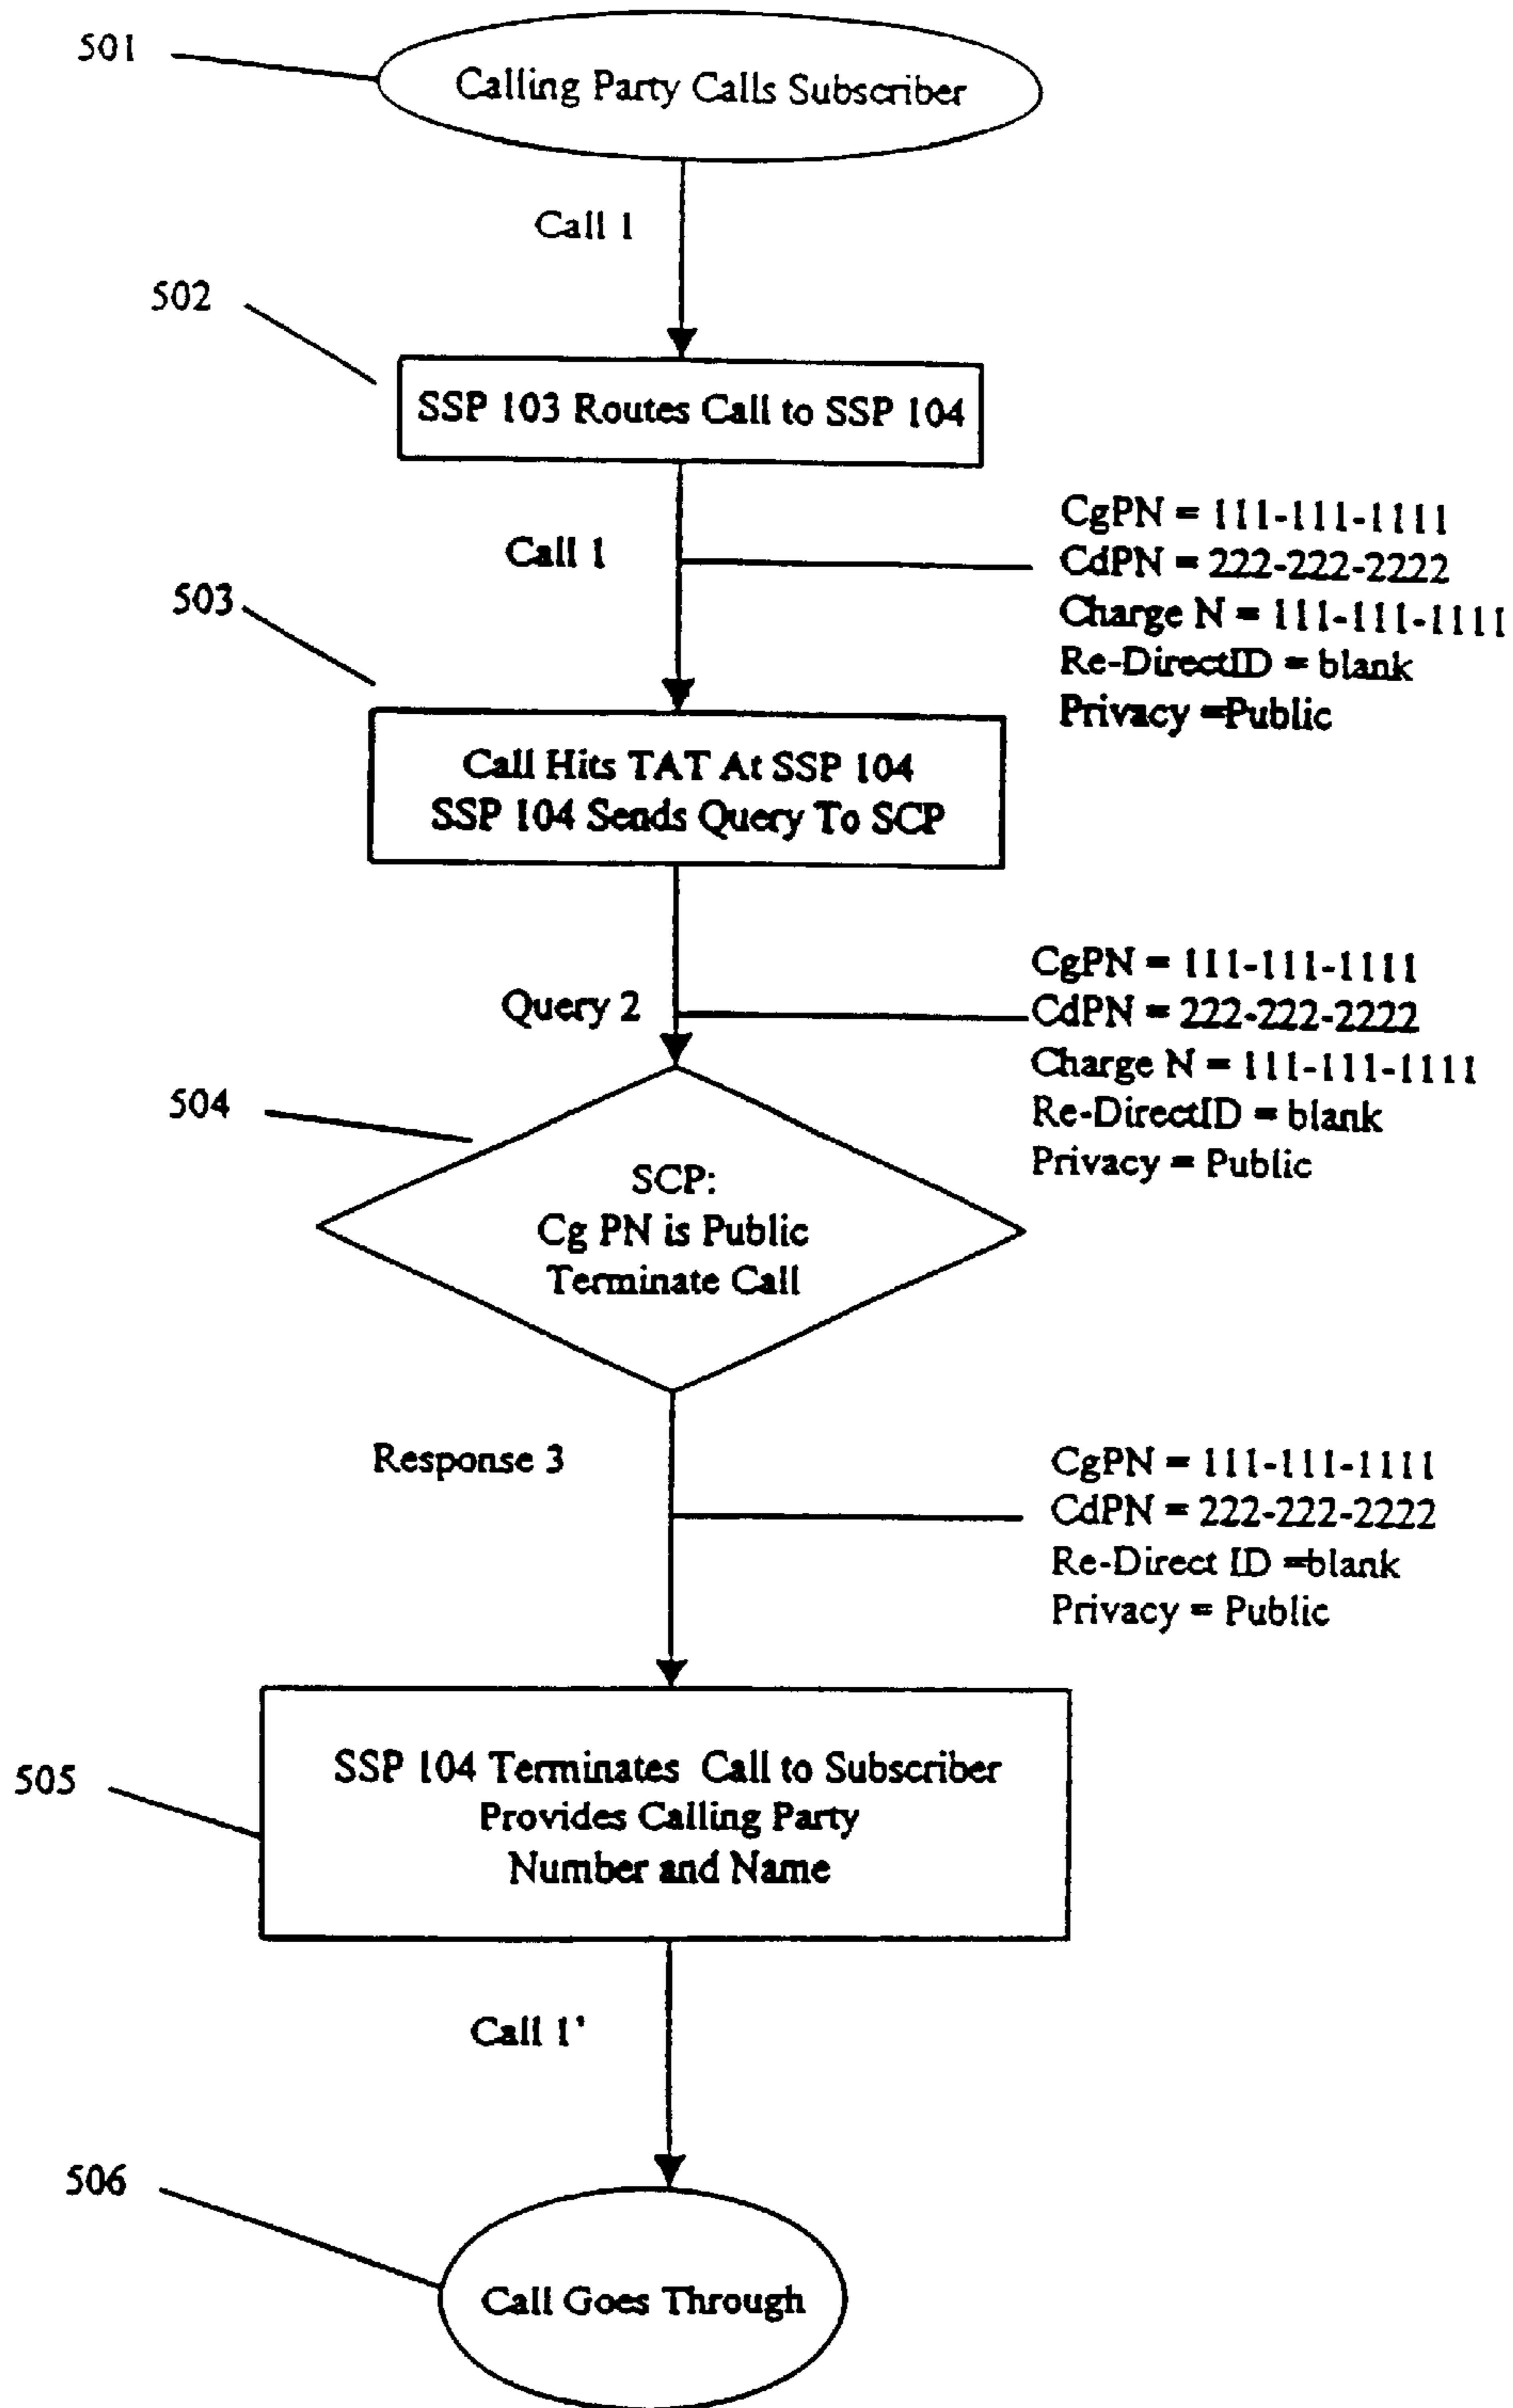 501
Calling Party Calls Subscriber
Call 1
502
SSP 103 Routes Call to SSP 104
Call 1
CgPN = 111-111-1111
CdPN = 222-222-2222
Charge N = 111-111-1111
Re-DirectID = blank
Privacy =Public
503
Call Hits TAT At SSP 104
SSP 104 Sends Query To SCP
Query 2
CgPN = 111-111-1111
CdPN = 222-222-2222
Charge N = 111-111-1111
Re-DirectID = blank
Privacy = Public
504
SCP:
Cg PN is Public
Terminate Call
Response 3
CgPN = 111-111-1111
CdPN = 222-222-2222
Re-Direct ID =blank
Privacy = Public
505
SSP 104 Terminates Call to Subscriber
Provides Calling Party
Number and Name
Call 1'
506
Call Goes Through